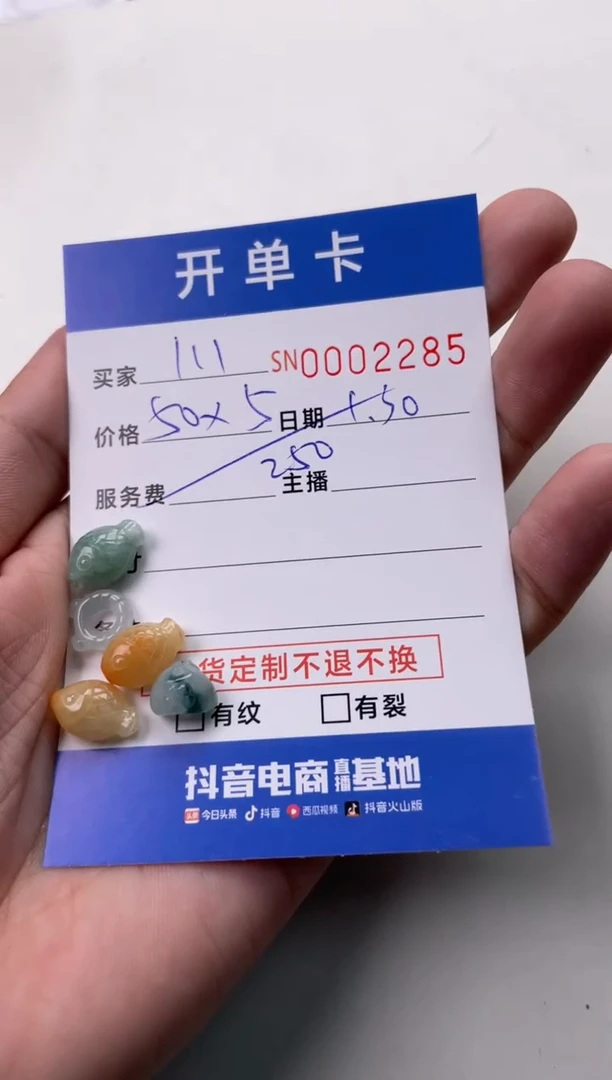 开单卡
买家 111 SN0002285
价格 50×5 日期 1.50
250
服务费 主播
货定制不退不换
有纹 有裂
抖音电商直播基地
头条 今日头条 抖音 西瓜视频 抖音火山版